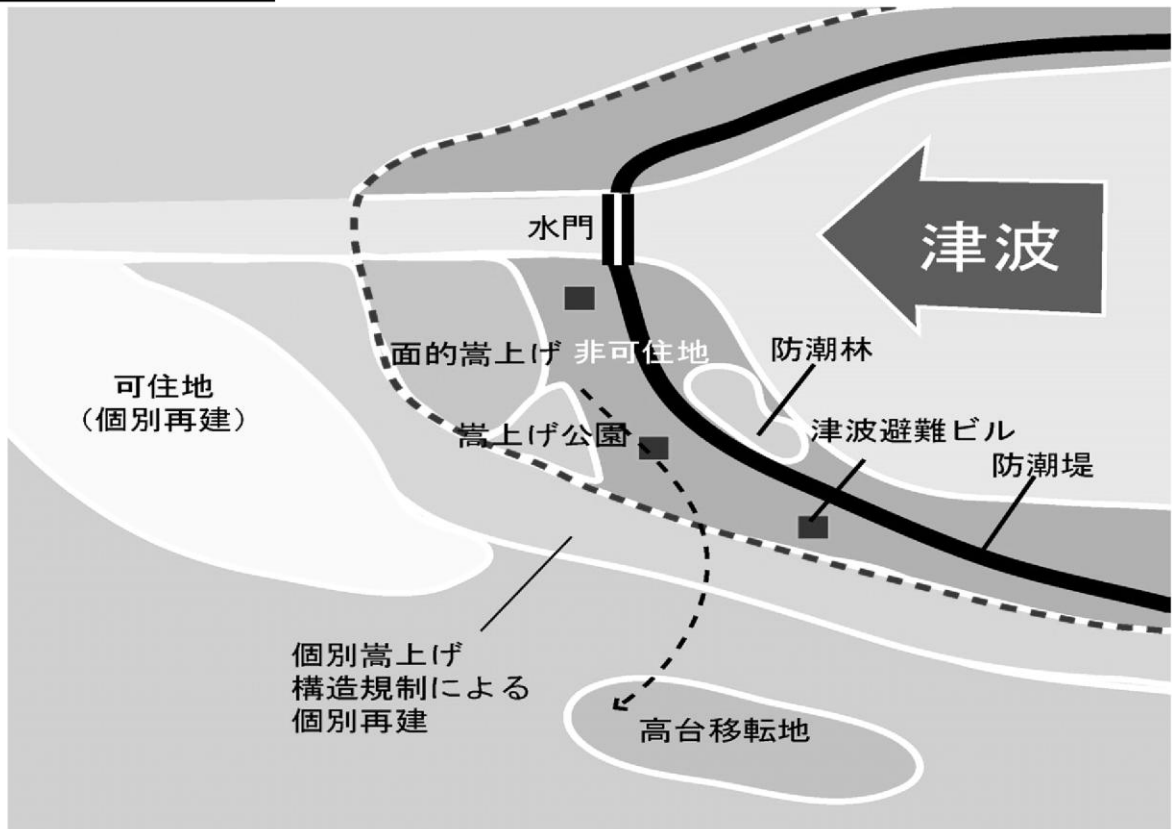 水門
津波
面的嵩上げ
非可住地
防潮林
可住地
（個別再建）
嵩上げ公園
津波避難ビル
防潮堤
個別嵩上げ
構造規制による
個別再建
高台移転地